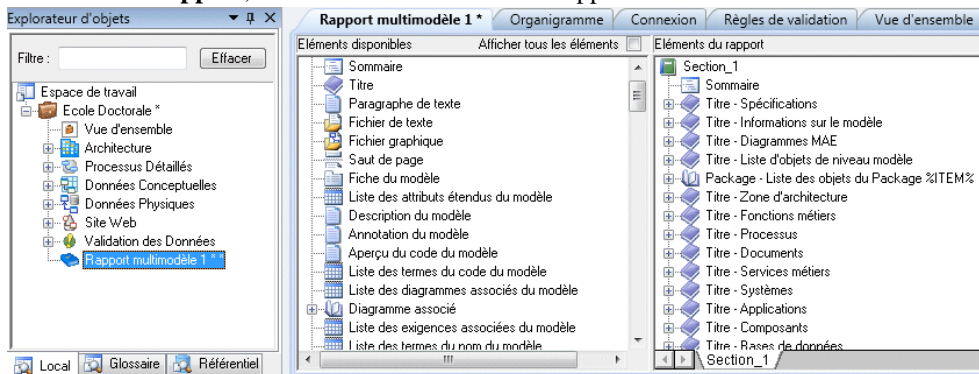 Explorateur d'objets
Filtre :
Effacer
Espace de travail
Ecole Doctorale *
Vue d'ensemble
Architecture
Processus Détaillés
Données Conceptuelles
Données Physiques
Site Web
Validation des Données
Rapport multimodèle 1 * *
Local Glossaire Référentiel
Rapport multimodèle 1 * Organigramme Connexion Règles de validation Vue d'ensemble
Eléments disponibles Afficher tous les éléments
Sommaire
Titre
Paragraphe de texte
Fichier de texte
Fichier graphique
Saut de page
Fiche du modèle
Liste des attributs étendus du modèle
Description du modèle
Annotation du modèle
Aperçu du code du modèle
Liste des termes du code du modèle
Liste des diagrammes associés du modèle
Diagramme associé
Liste des exigences associées du modèle
Liste des termes du nom du modèle
Eléments du rapport
Section_1
Sommaire
Titre - Spécifications
Titre - Informations sur le modèle
Titre - Diagrammes MAE
Titre - Liste d'objets de niveau modèle
Package - Liste des objets du Package %ITEM%
Titre - Zone d'architecture
Titre - Fonctions métiers
Titre - Processus
Titre - Documents
Titre - Services métiers
Titre - Systèmes
Titre - Applications
Titre - Composants
Titre - Bases de données
Section_1